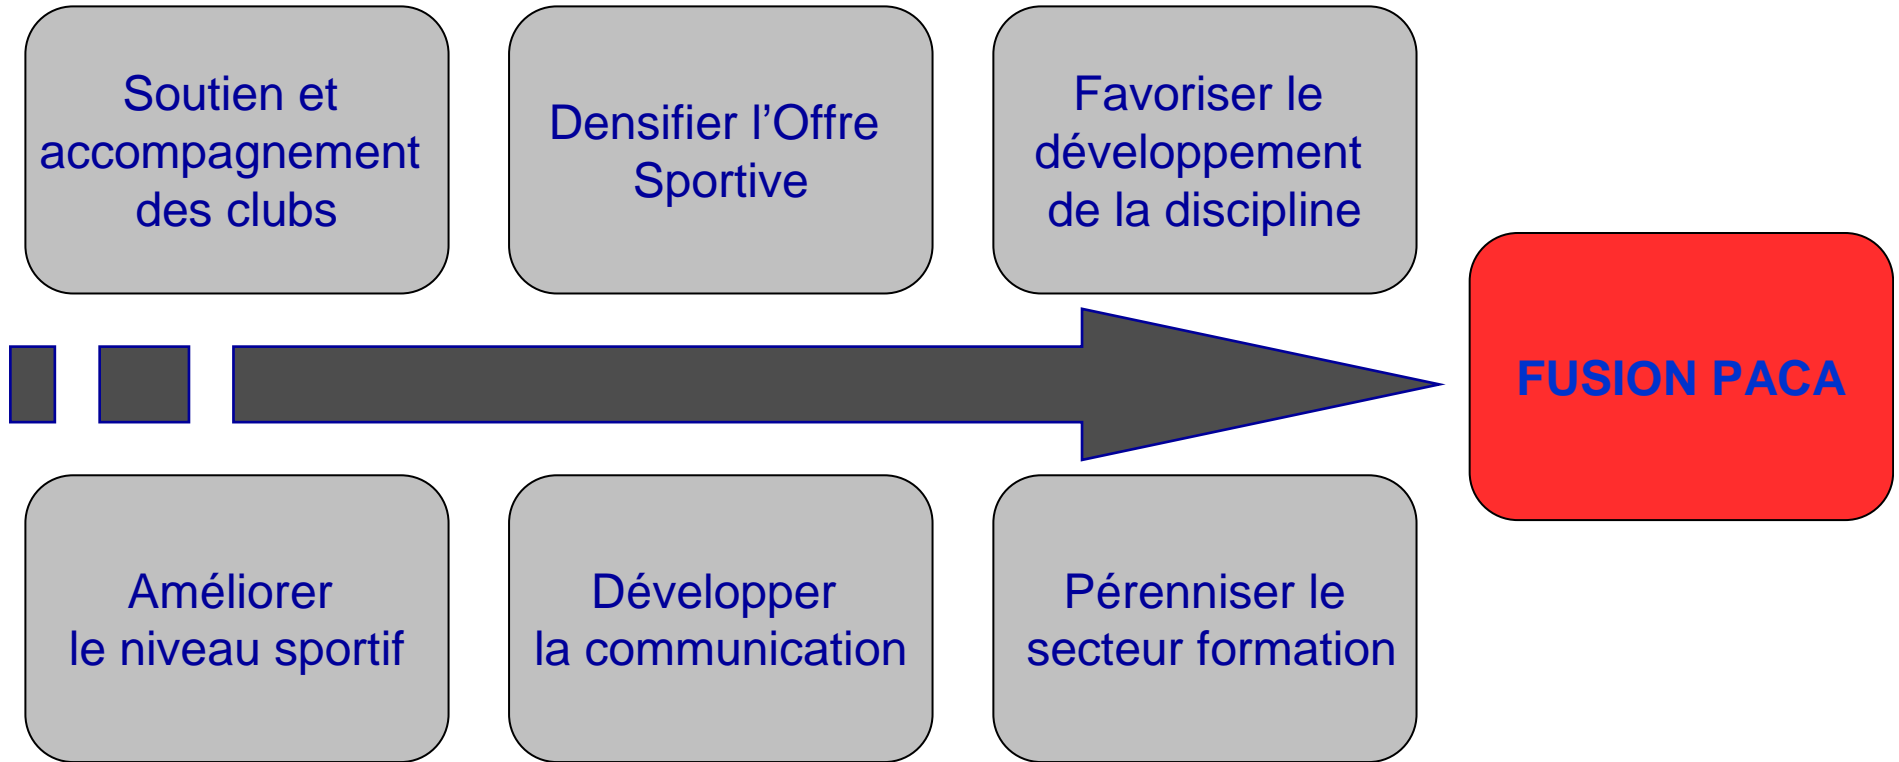 Soutien et
accompagnement
des clubs
Densifier l’Offre
Sportive
Favoriser le
développement
de la discipline
FUSION PACA
Améliorer
le niveau sportif
Développer
la communication
Pérenniser le
secteur formation